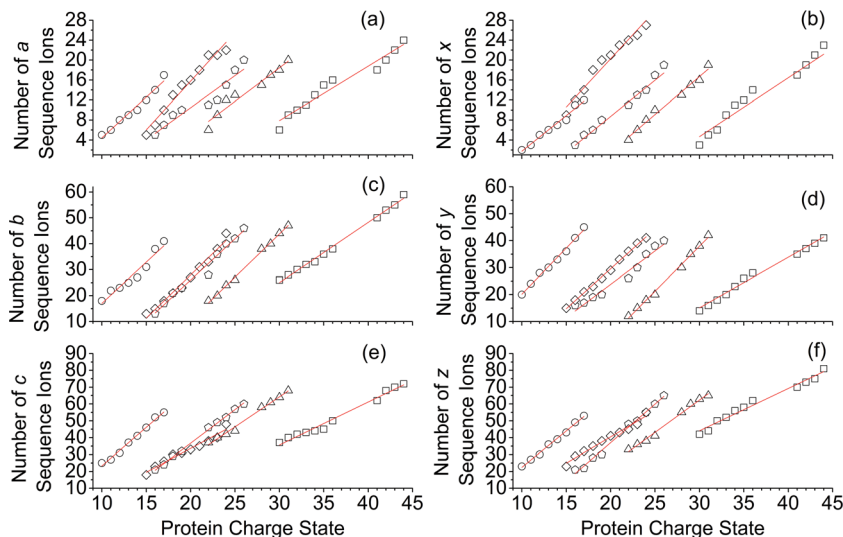 (a)
Number of a
Sequence Ions
28
24
20
16
12
8
4
(b)
Number of x
Sequence Ions
28
24
20
16
12
8
4
(c)
Number of b
Sequence Ions
60
50
40
30
20
10
(d)
Number of y
Sequence Ions
60
50
40
30
20
10
(e)
Number of c
Sequence Ions
90
80
70
60
50
40
30
20
10
10 15 20 25 30 35 40 45
Protein Charge State
(f)
Number of z
Sequence Ions
90
80
70
60
50
40
30
20
10
10 15 20 25 30 35 40 45
Protein Charge State